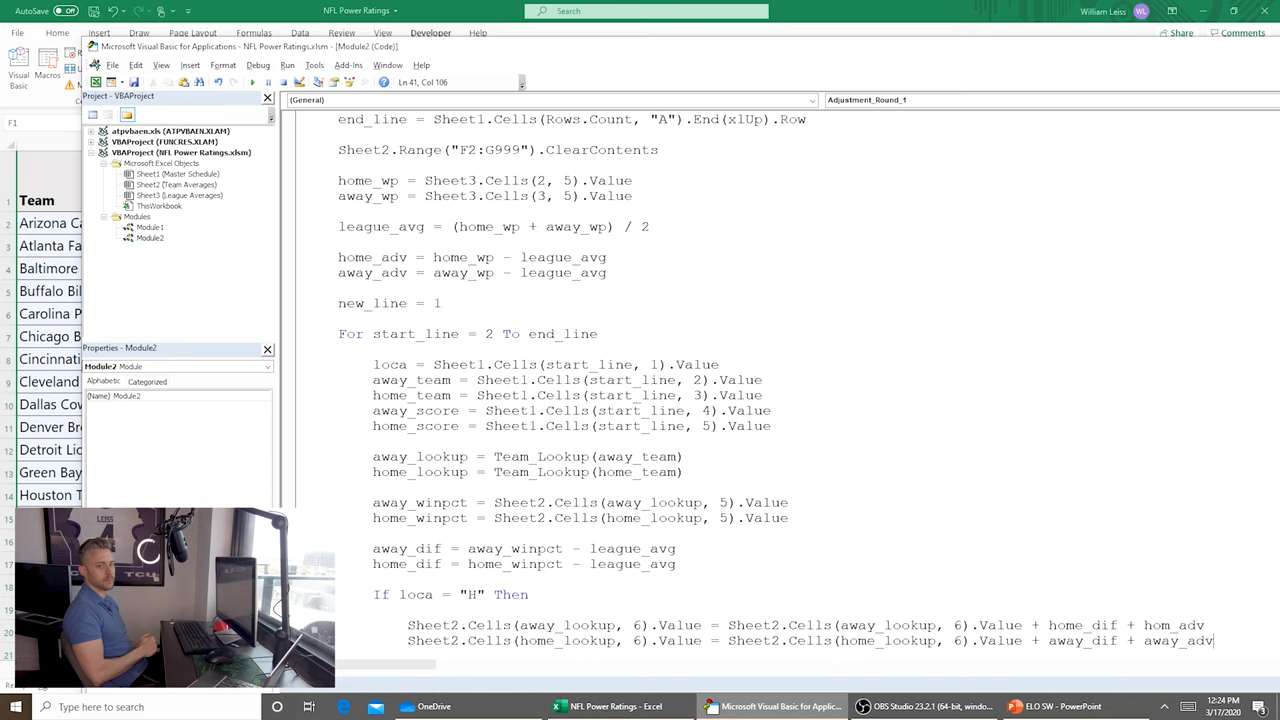 NFL Power Ratings
Search
William Leiss
WL
File Home Insert Draw Page Layout Formulas Data Review View Developer Help
Share Comments
Microsoft Visual Basic for Applications - NFL Power Ratings.xlsm - [Module2 (Code)]
File Edit View Insert Format Debug Run Tools Add-Ins Window Help
Ln 41, Col 106
Visual
Basic
Macros
Project - VBAProject
(General)
Adjustment_Round_1
F1
atpvbaen.xls (ATPVBAEN.XLAM)
VBAProject (FUNCRES.XLAM)
VBAProject (NFL Power Ratings.xlsm)
Microsoft Excel Objects
Sheet1 (Master Schedule)
Sheet2 (Team Averages)
Sheet3 (League Averages)
ThisWorkbook
Modules
Module1
Module2
Properties - Module2
Module2 Module
Alphabetic Categorized
(Name) Module2
Team
Arizona Ca
Atlanta Fa
Baltimore
Buffalo Bil
Carolina P
Chicago B
Cincinnati
Cleveland
Dallas Cow
Denver Bro
Detroit Lio
Green Bay
Houston T
end_line = Sheet1.Cells(Rows.Count, "A").End(xlUp).Row
Sheet2.Range("F2:G999").ClearContents
home_wp = Sheet3.Cells(2, 5).Value
away_wp = Sheet3.Cells(3, 5).Value
league_avg = (home_wp + away_wp) / 2
home_adv = home_wp - league_avg
away_adv = away_wp - league_avg
new_line = 1
For start_line = 2 To end_line
loca = Sheet1.Cells(start_line, 1).Value
away_team = Sheet1.Cells(start_line, 2).Value
home_team = Sheet1.Cells(start_line, 3).Value
away_score = Sheet1.Cells(start_line, 4).Value
home_score = Sheet1.Cells(start_line, 5).Value
away_lookup = Team_Lookup(away_team)
home_lookup = Team_Lookup(home_team)
away_winpct = Sheet2.Cells(away_lookup, 5).Value
home_winpct = Sheet2.Cells(home_lookup, 5).Value
away_dif = away_winpct - league_avg
home_dif = home_winpct - league_avg
If loca = "H" Then
Sheet2.Cells(away_lookup, 6).Value = Sheet2.Cells(away_lookup, 6).Value + home_dif + hom_adv
Sheet2.Cells(home_lookup, 6).Value = Sheet2.Cells(home_lookup, 6).Value + away_dif + away_adv
LEISS
TCU
Type here to search
OneDrive
NFL Power Ratings - Excel
Microsoft Visual Basic for Applicatio...
OBS Studio 23.2.1 (64-bit, window...
ELO SW - PowerPoint
12:24 PM
3/17/2020